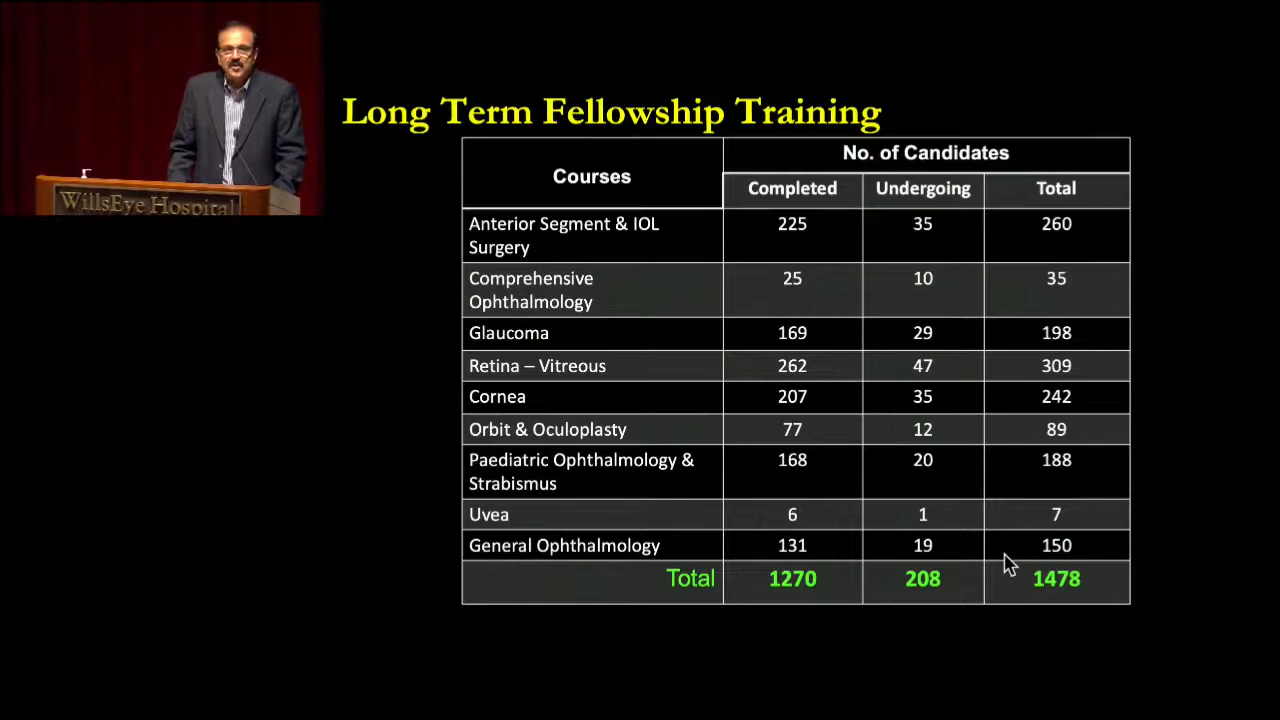 Long Term Fellowship Training
WillsEye Hospital
Courses
No. of Candidates
Completed Undergoing Total
Anterior Segment & IOL Surgery 225 35 260
Comprehensive Ophthalmology 25 10 35
Glaucoma 169 29 198
Retina – Vitreous 262 47 309
Cornea 207 35 242
Orbit & Oculoplasty 77 12 89
Paediatric Ophthalmology & Strabismus 168 20 188
Uvea 6 1 7
General Ophthalmology 131 19 150
Total 1270 208 1478